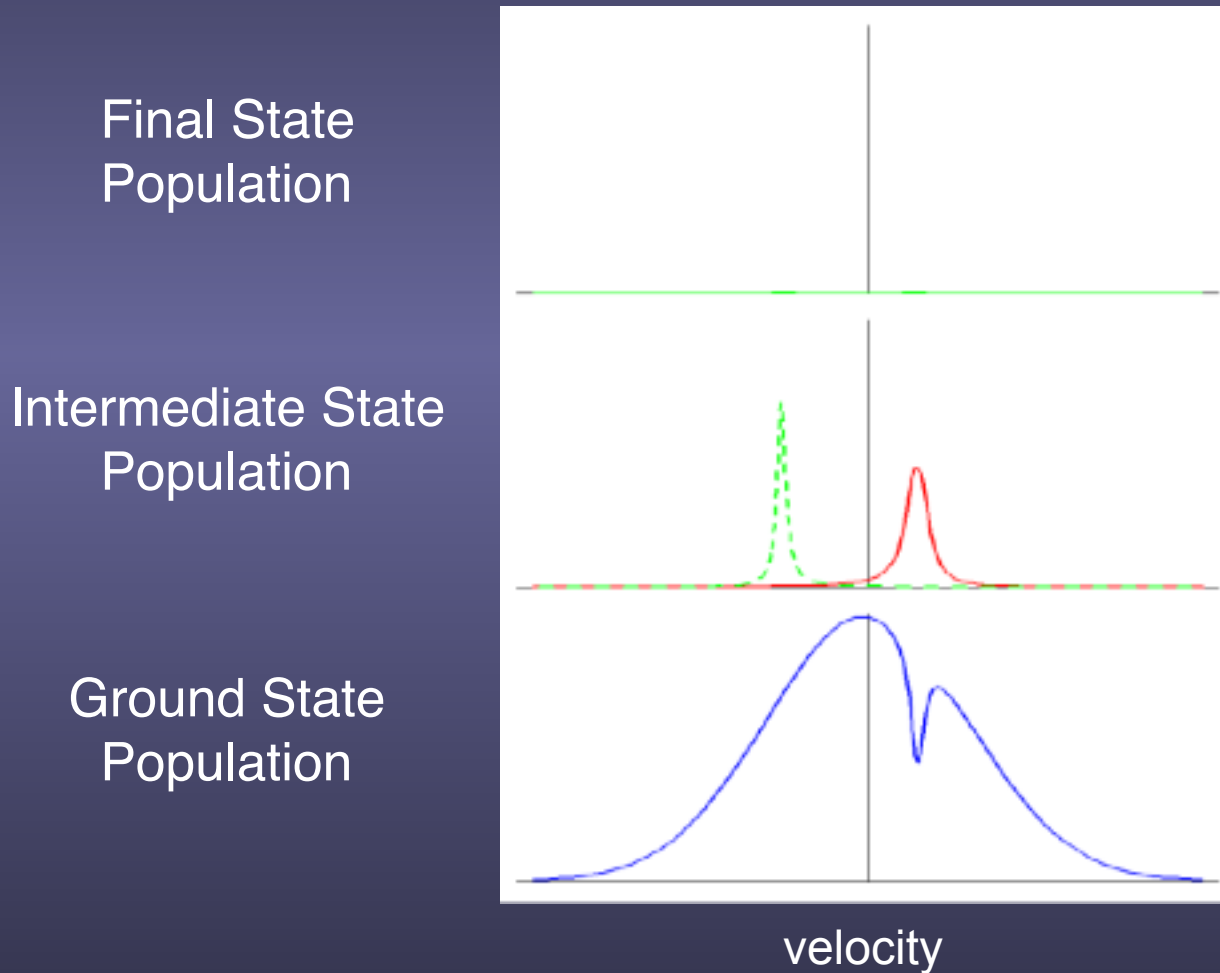 Final State
Population
Intermediate State
Population
Ground State
Population
velocity